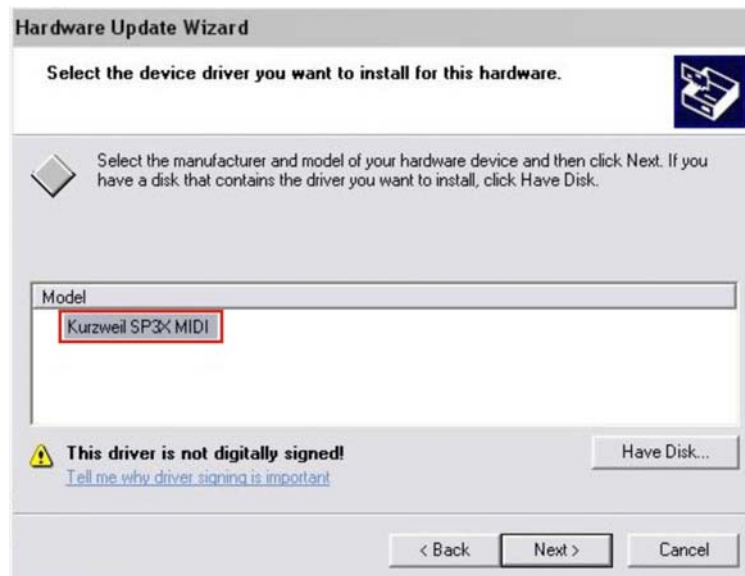 Hardware Update Wizard
Select the device driver you want to install for this hardware.
Select the manufacturer and model of your hardware device and then click Next. If you
have a disk that contains the driver you want to install, click Have Disk.
Model
Kurzweil SP3X MIDI
This driver is not digitally signed!
Have Disk...
Tell me why driver signing is important
< Back
Next >
Cancel